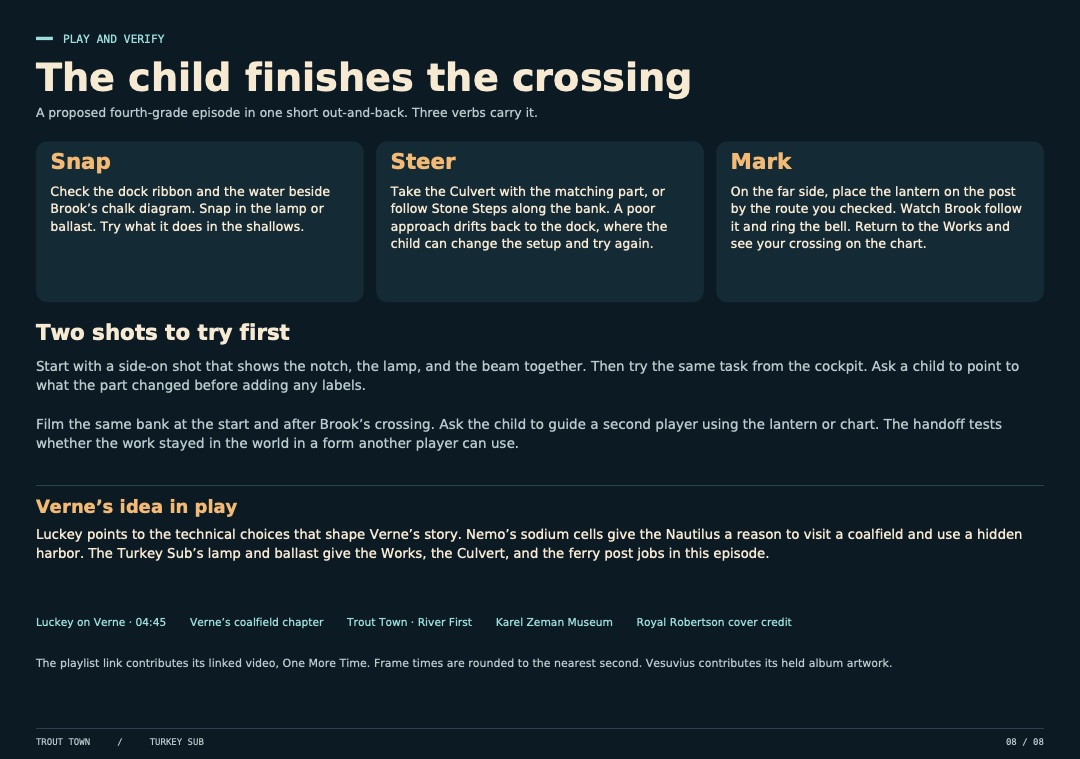 PLAY AND VERIFY
The child finishes the crossing
A proposed fourth-grade episode in one short out-and-back. Three verbs carry it.
Snap
Check the dock ribbon and the water beside
Brook’s chalk diagram. Snap in the lamp or
ballast. Try what it does in the shallows.
Steer
Take the Culvert with the matching part, or
follow Stone Steps along the bank. A poor
approach drifts back to the dock, where the
child can change the setup and try again.
Mark
On the far side, place the lantern on the post
by the route you checked. Watch Brook follow
it and ring the bell. Return to the Works and
see your crossing on the chart.
Two shots to try first
Start with a side-on shot that shows the notch, the lamp, and the beam together. Then try the same task from the cockpit. Ask a child to point to
what the part changed before adding any labels.
Film the same bank at the start and after Brook’s crossing. Ask the child to guide a second player using the lantern or chart. The handoff tests
whether the work stayed in the world in a form another player can use.
Verne’s idea in play
Luckey points to the technical choices that shape Verne’s story. Nemo’s sodium cells give the Nautilus a reason to visit a coalfield and use a hidden
harbor. The Turkey Sub’s lamp and ballast give the Works, the Culvert, and the ferry post jobs in this episode.
Luckey on Verne · 04:45 Verne’s coalfield chapter Trout Town · River First Karel Zeman Museum Royal Robertson cover credit
The playlist link contributes its linked video, One More Time. Frame times are rounded to the nearest second. Vesuvius contributes its held album artwork.
TROUT TOWN / TURKEY SUB 08 / 08